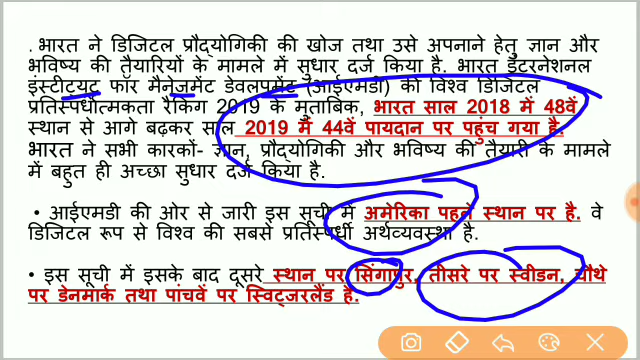 . भारत ने डिजिटल प्रौद्योगिकी की खोज तथा उसे अपनाने हेतु ज्ञान और
भविष्य की तैयारियों के मामले में सुधार दर्ज किया है. भारत इंटरनेशनल
इंस्टीट्यूट फॉर मैनेजमेंट डेवलपमेंट (आईएमडी) की विश्व डिजिटल
प्रतिस्पर्धात्मकता रैंकिंग 2019 के मुताबिक, भारत साल 2018 में 48वें
स्थान से आगे बढ़कर साल 2019 में 44वें पायदान पर पहुंच गया है.
भारत ने सभी कारकों- ज्ञान, प्रौद्योगिकी और भविष्य की तैयारी के मामले
में बहुत ही अच्छा सुधार दर्ज किया है.
• आईएमडी की ओर से जारी इस सूची में अमेरिका पहले स्थान पर है. वे
डिजिटल रूप से विश्व की सबसे प्रतिस्पर्धी अर्थव्यवस्था है.
• इस सूची में इसके बाद दूसरे स्थान पर सिंगापुर, तीसरे पर स्वीडन, चौथे
पर डेनमार्क तथा पांचवें पर स्विट्जरलैंड है.